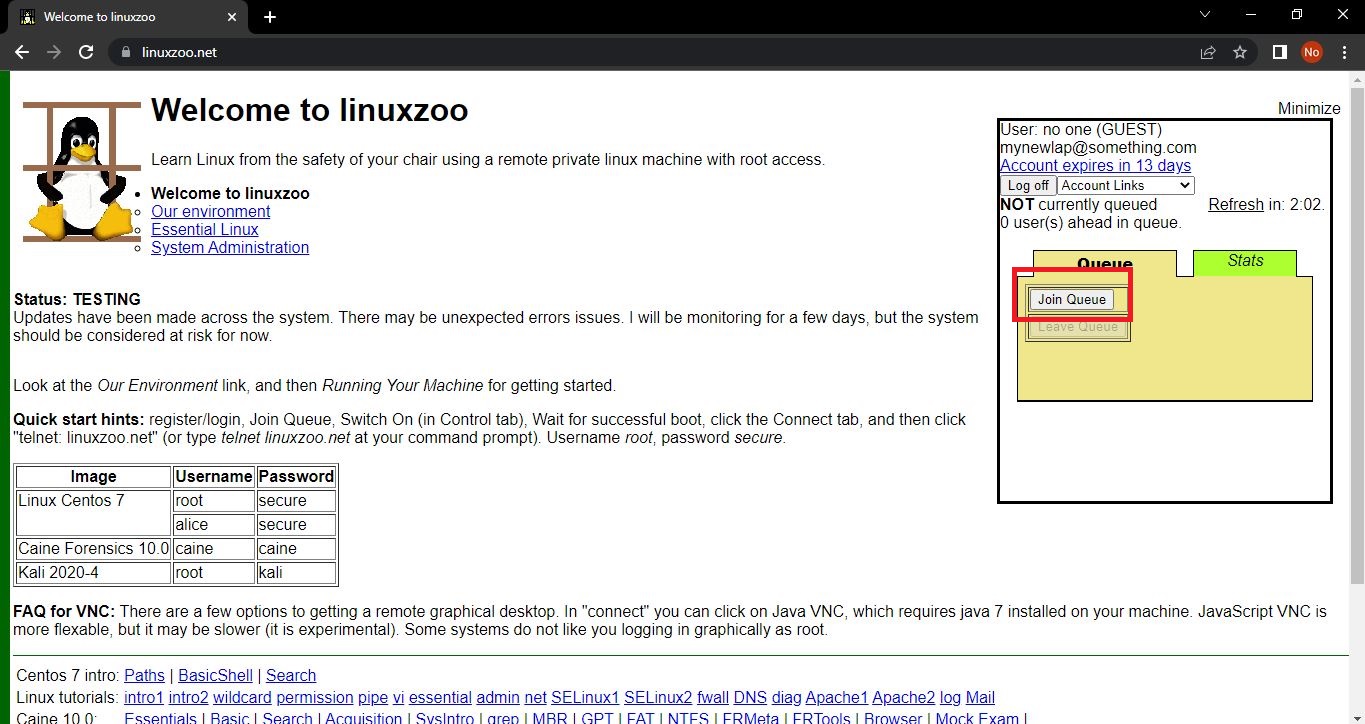 Welcome to linuxzoo
linuxzoo.net
No
Welcome to linuxzoo
Learn Linux from the safety of your chair using a remote private linux machine with root access.
Welcome to linuxzoo
Our environment
Essential Linux
System Administration
Minimize
User: no one (GUEST)
mynewlap@something.com
Account expires in 13 days
Log off Account Links
NOT currently queued Refresh in: 2:02.
0 user(s) ahead in queue.
Queue Stats
Join Queue
Leave Queue
Status: TESTING
Updates have been made across the system. There may be unexpected errors issues. I will be monitoring for a few days, but the system
should be considered at risk for now.
Look at the Our Environment link, and then Running Your Machine for getting started.
Quick start hints: register/login, Join Queue, Switch On (in Control tab), Wait for successful boot, click the Connect tab, and then click
"telnet: linuxzoo.net" (or type telnet linuxzoo.net at your command prompt). Username root, password secure.
Image Username Password
Linux Centos 7 root secure
alice secure
Caine Forensics 10.0 caine caine
Kali 2020-4 root kali
FAQ for VNC: There are a few options to getting a remote graphical desktop. In "connect" you can click on Java VNC, which requires java 7 installed on your machine. JavaScript VNC is
more flexable, but it may be slower (it is experimental). Some systems do not like you logging in graphically as root.
Centos 7 intro: Paths | BasicShell | Search
Linux tutorials: intro1 intro2 wildcard permission pipe vi essential admin net SELinux1 SELinux2 fwall DNS diag Apache1 Apache2 log Mail
Caine 10.0: Essentials | Basic | Search | Acquisition | SysIntro | grep | MBR | GPT | FAT | NTFS | FRMeta | FRTools | Browser | Mock Exam |